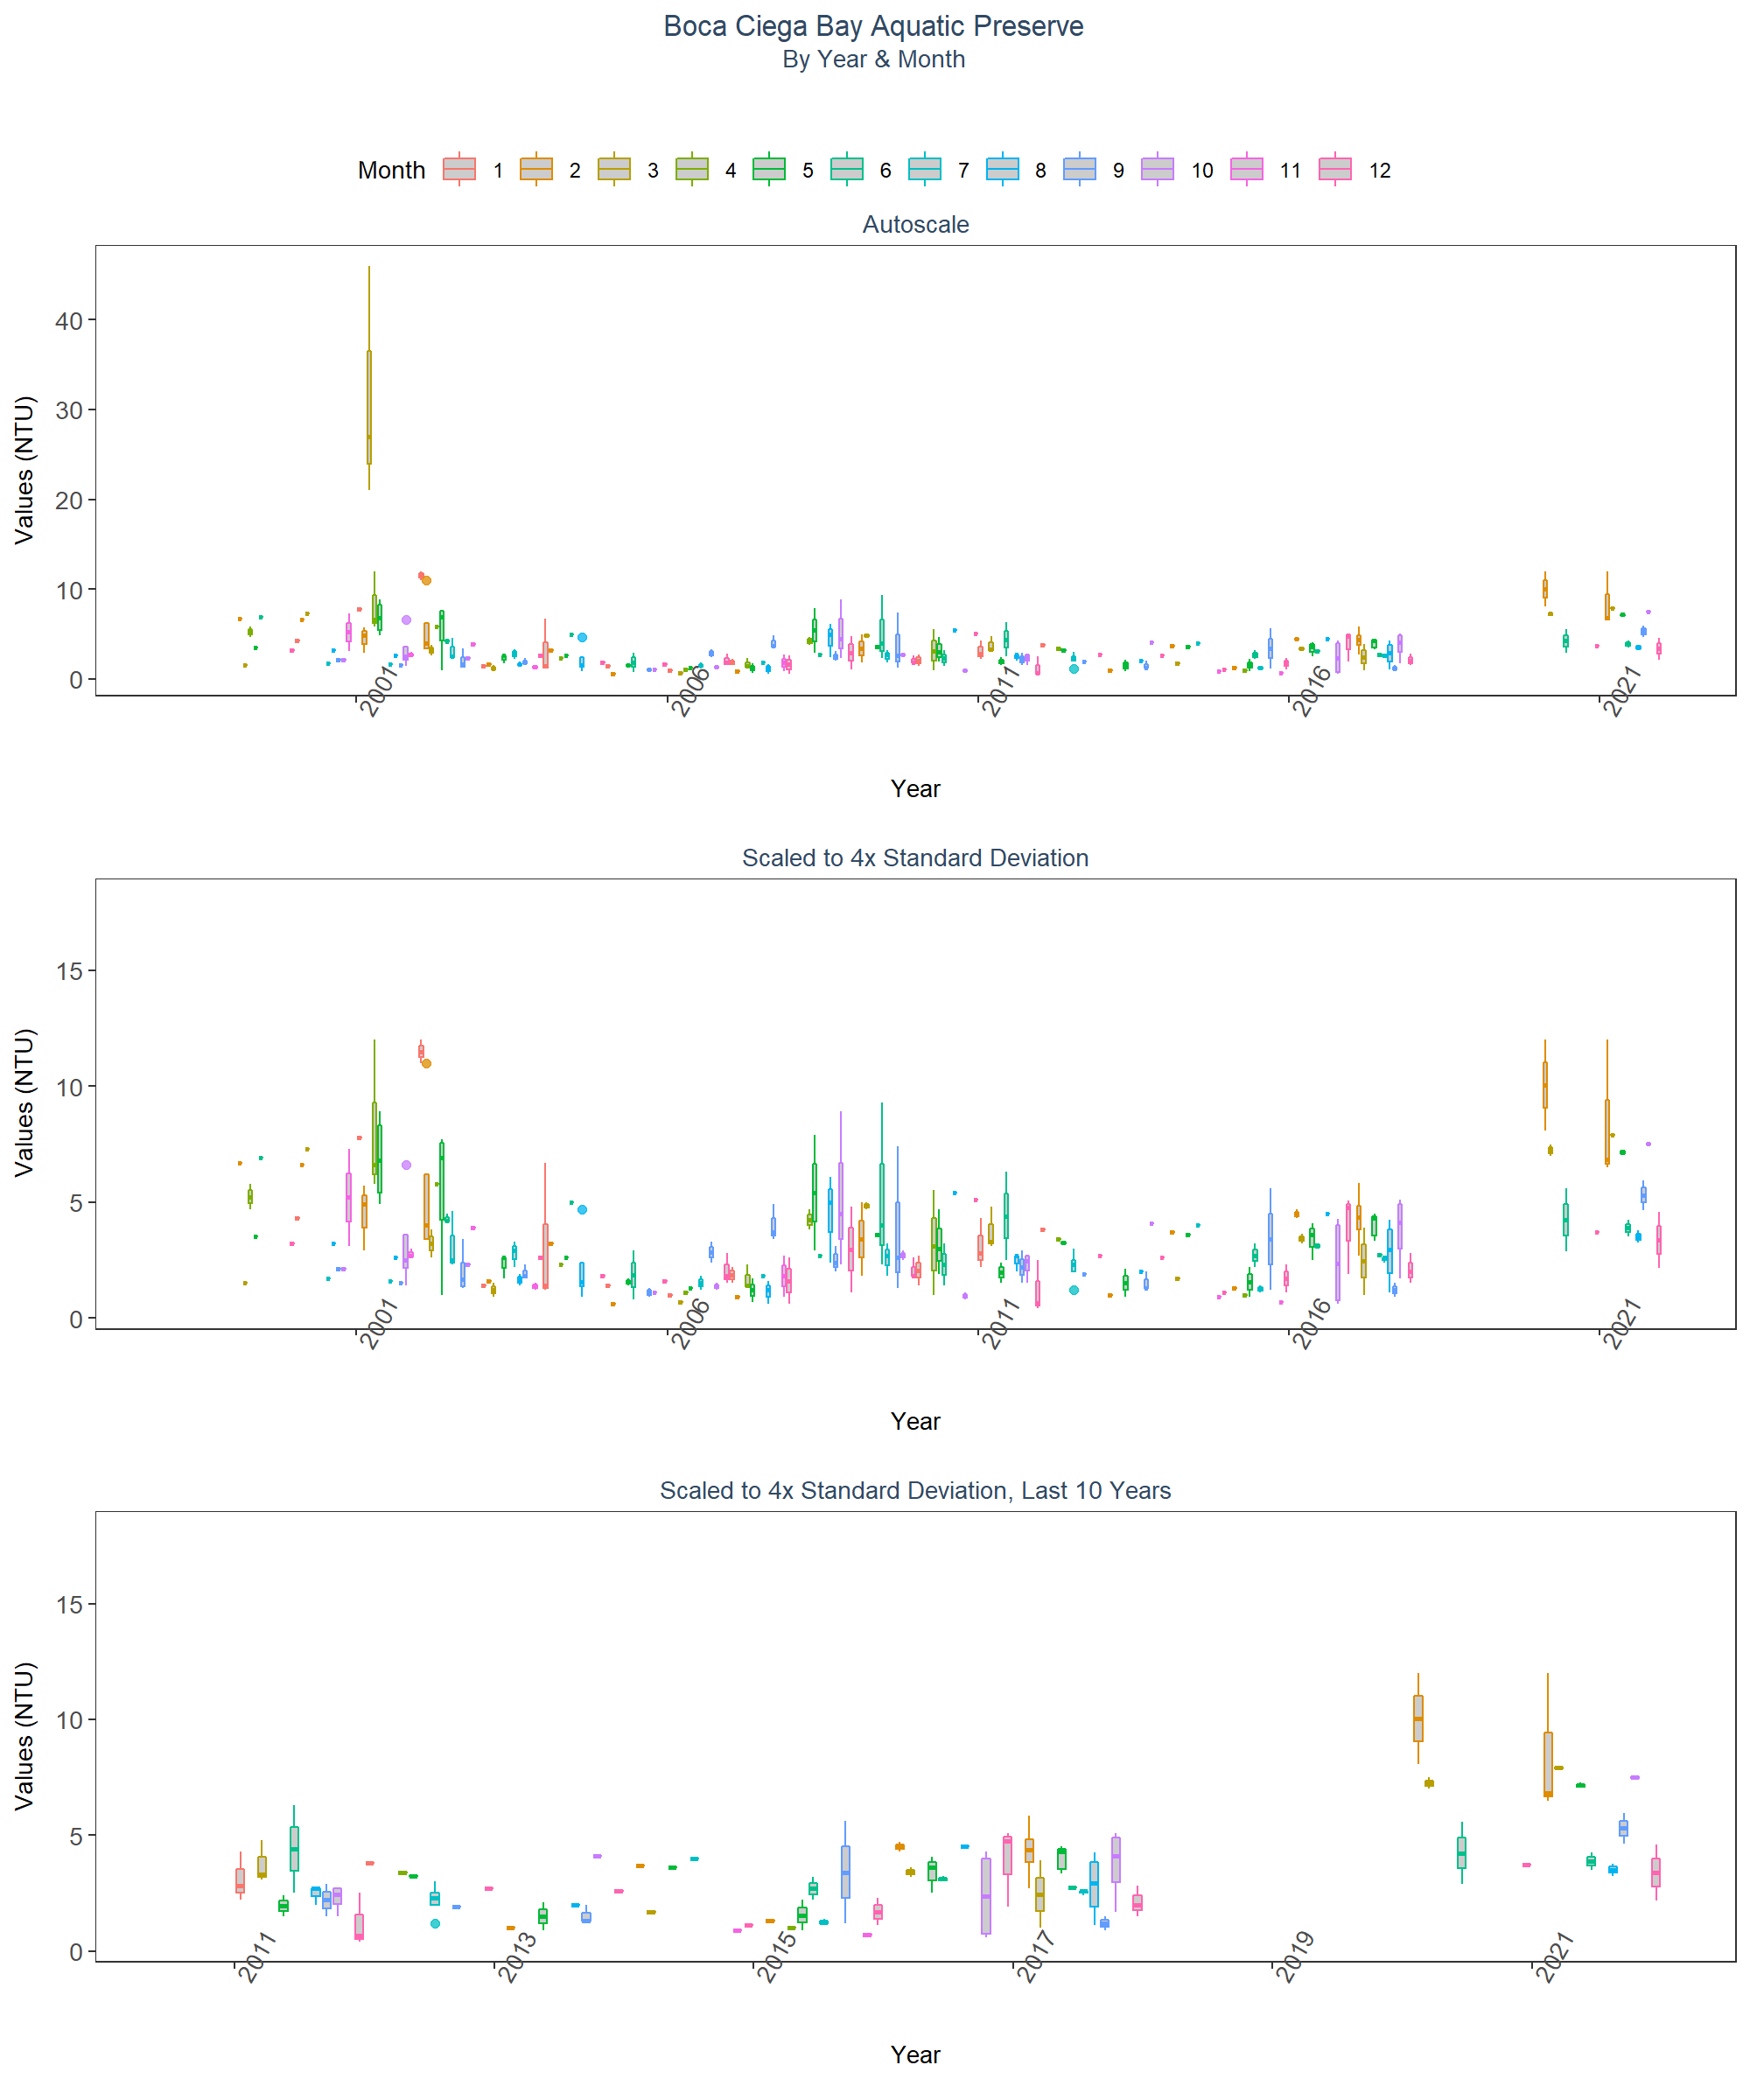 Boca Ciega Bay Aquatic Preserve
By Year & Month
Month 1 2 3 4 5 6 7 8 9 10 11 12
Autoscale
Values (NTU)
40
30
20
10
0
2001 2006 2011 2016 2021
Year
Scaled to 4x Standard Deviation
Values (NTU)
15
10
5
0
2001 2006 2011 2016 2021
Year
Scaled to 4x Standard Deviation, Last 10 Years
Values (NTU)
15
10
5
0
2011 2013 2015 2017 2019 2021
Year